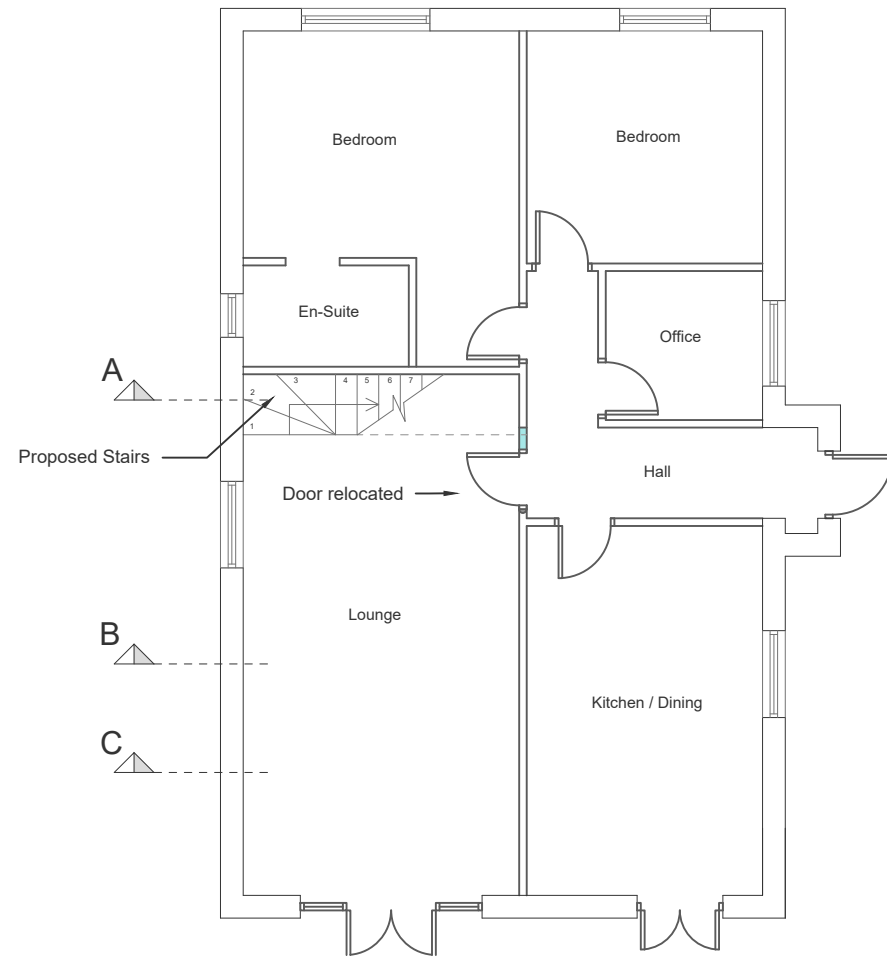 Bedroom
Bedroom
En-Suite
Office
A
2 3 4 5 6 7
1
Proposed Stairs
Door relocated
Hall
Lounge
B
Kitchen / Dining
C